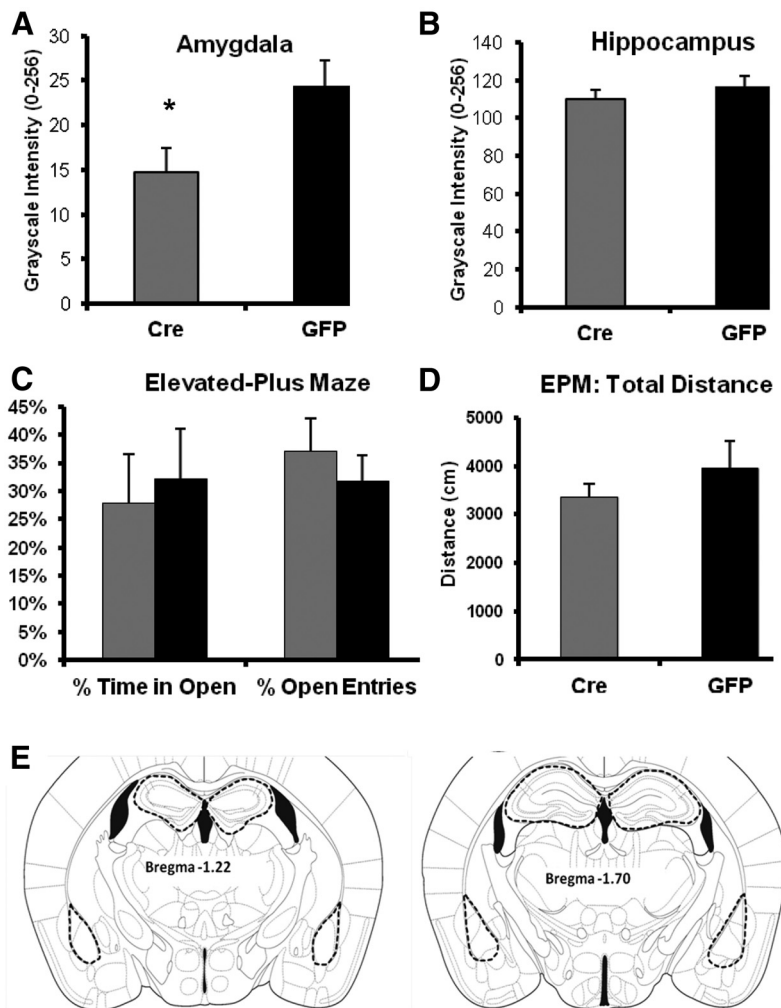 A
Amygdala
Grayscale Intensity (0-256)
30
25
20
15
10
5
0
*
Cre
GFP
B
Hippocampus
Grayscale Intensity (0-256)
140
120
100
80
60
40
20
0
Cre
GFP
C
Elevated-Plus Maze
45%
40%
35%
30%
25%
20%
15%
10%
5%
0%
% Time in Open
% Open Entries
D
EPM: Total Distance
Distance (cm)
5000
4000
3000
2000
1000
0
Cre
GFP
E
Bregma -1.22
Bregma -1.70